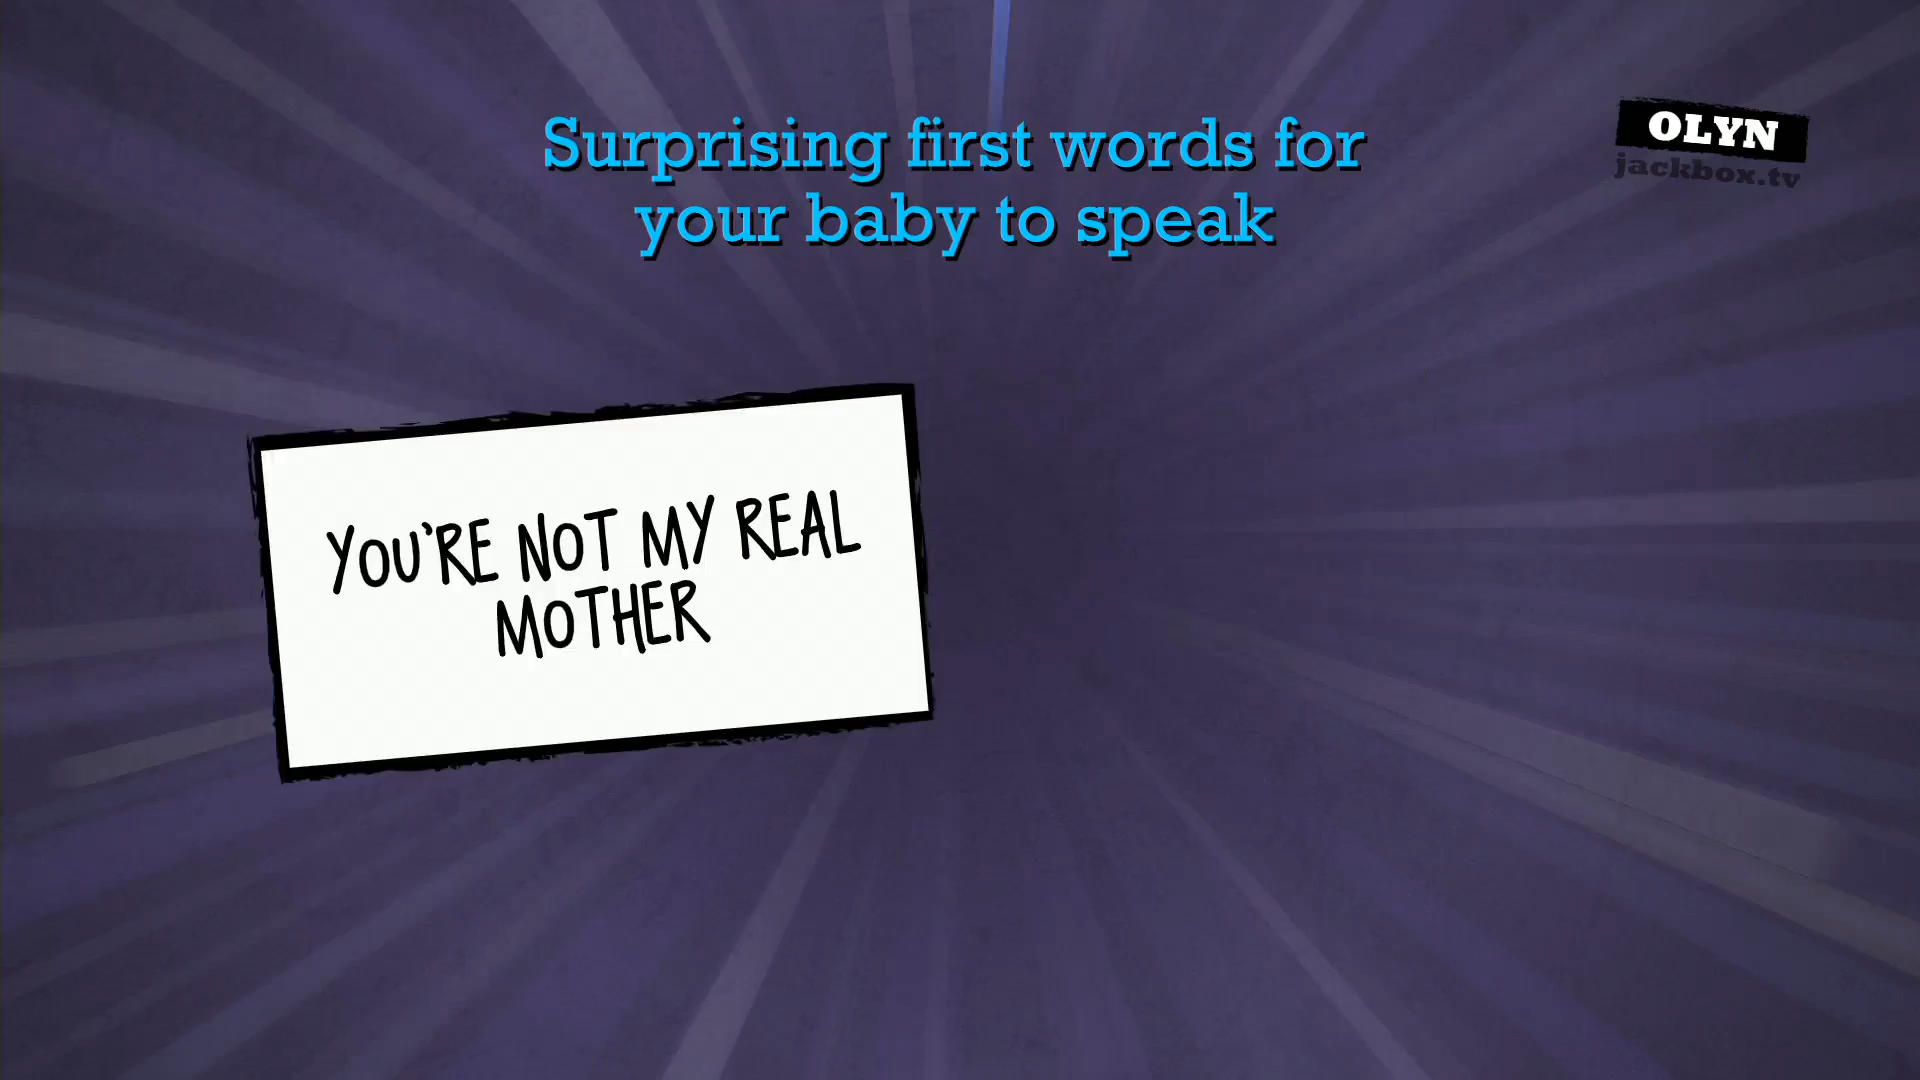 Surprising first words for
your baby to speak
OLYN
jackbox.tv
YOU'RE NOT MY REAL
MOTHER